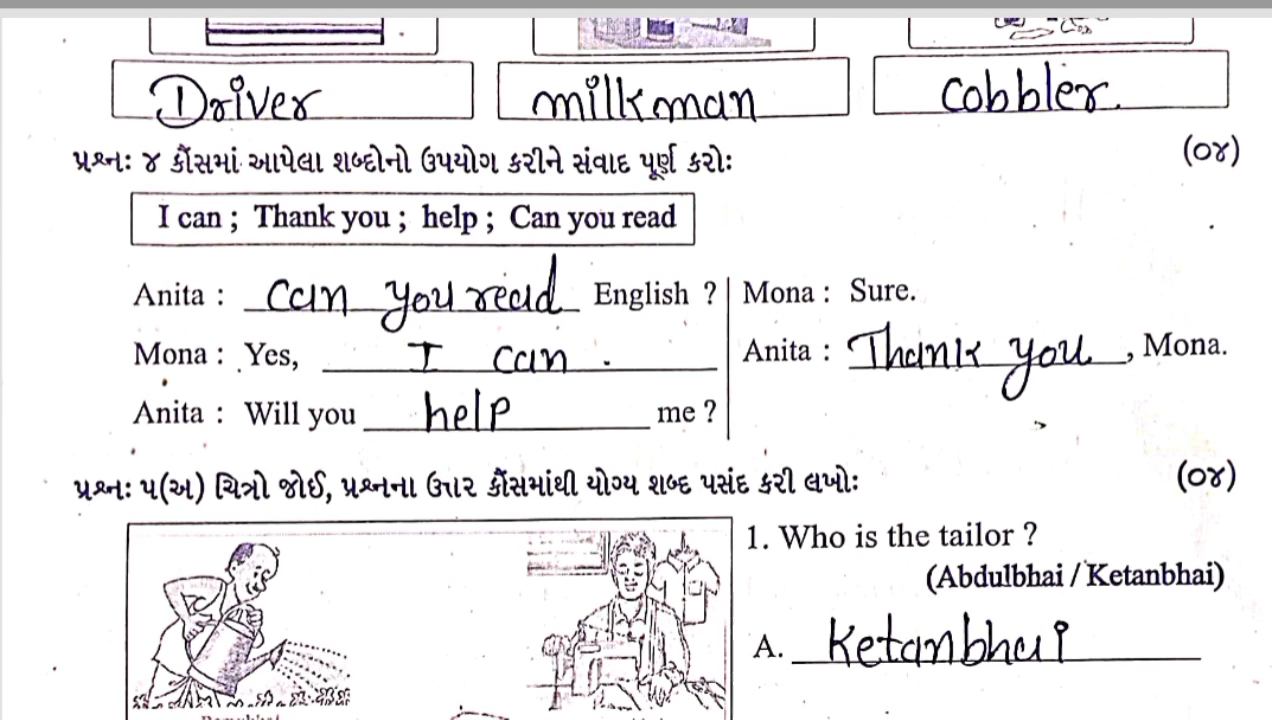 Driver milkman cobbler.
પ્રશ્ન: ૪ કૌંસમાં આપેલા શબ્દોનો ઉપયોગ કરીને સંવાદ પૂર્ણ કરો: (૦૪)
I can ; Thank you ; help ; Can you read
Anita : Can you read English ? Mona : Sure.
Mona : Yes, I can . Anita : Thank you , Mona.
Anita : Will you help me ?
પ્રશ્ન: ૫(અ) ચિત્રો જોઈ, પ્રશ્નના ઉત્તર કૌંસમાંથી યોગ્ય શબ્દ પસંદ કરી લખો: (૦૪)
1. Who is the tailor ?
(Abdulbhai / Ketanbhai)
A. Ketanbhai